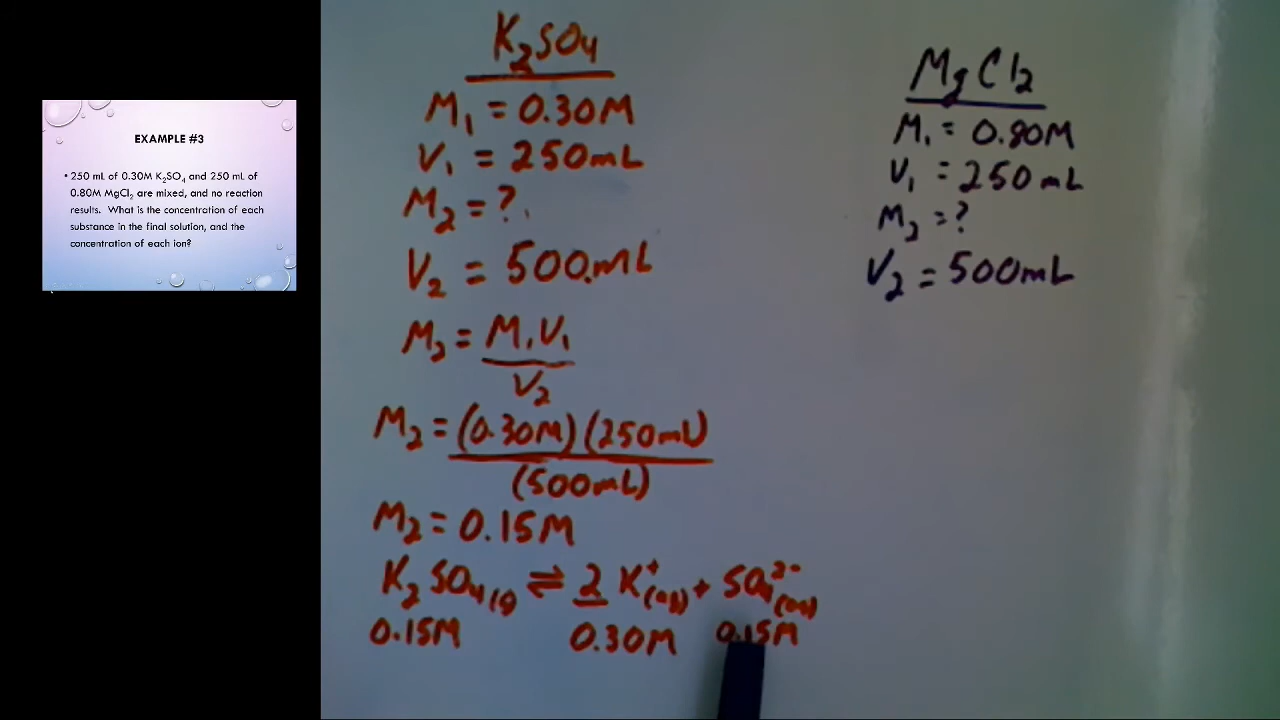 EXAMPLE #3
• 250 mL of 0.30M K₂SO₄ and 250 mL of
0.80M MgCl₂ are mixed, and no reaction
results. What is the concentration of each
substance in the final solution, and the
concentration of each ion?
K₂SO₄
M₁ = 0.30M
V₁ = 250mL
M₂ = ?
V₂ = 500mL
M₂ = M₁V₁
V₂
M₂ = (0.30M)(250mL)
(500mL)
M₂ = 0.15M
K₂SO₄(s) ⇌ 2 K⁺(aq) + SO₄²⁻(aq)
0.15M 0.30M 0.15M
MgCl₂
M₁ = 0.80M
V₁ = 250mL
M₂ = ?
V₂ = 500mL